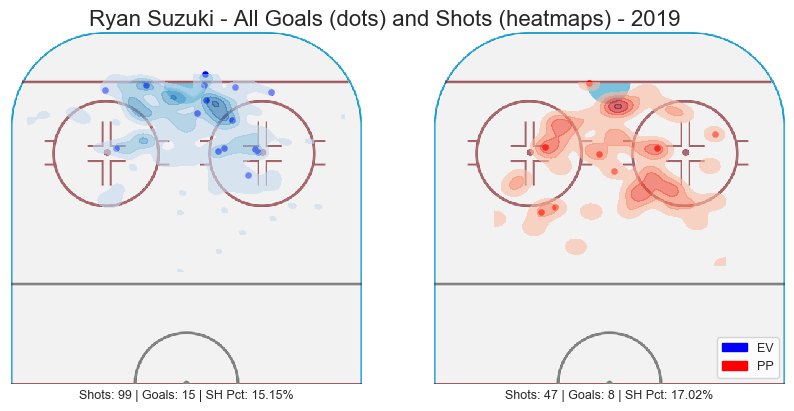 Ryan Suzuki - All Goals (dots) and Shots (heatmaps) - 2019
EV
PP
Shots: 99 | Goals: 15 | SH Pct: 15.15%
Shots: 47 | Goals: 8 | SH Pct: 17.02%